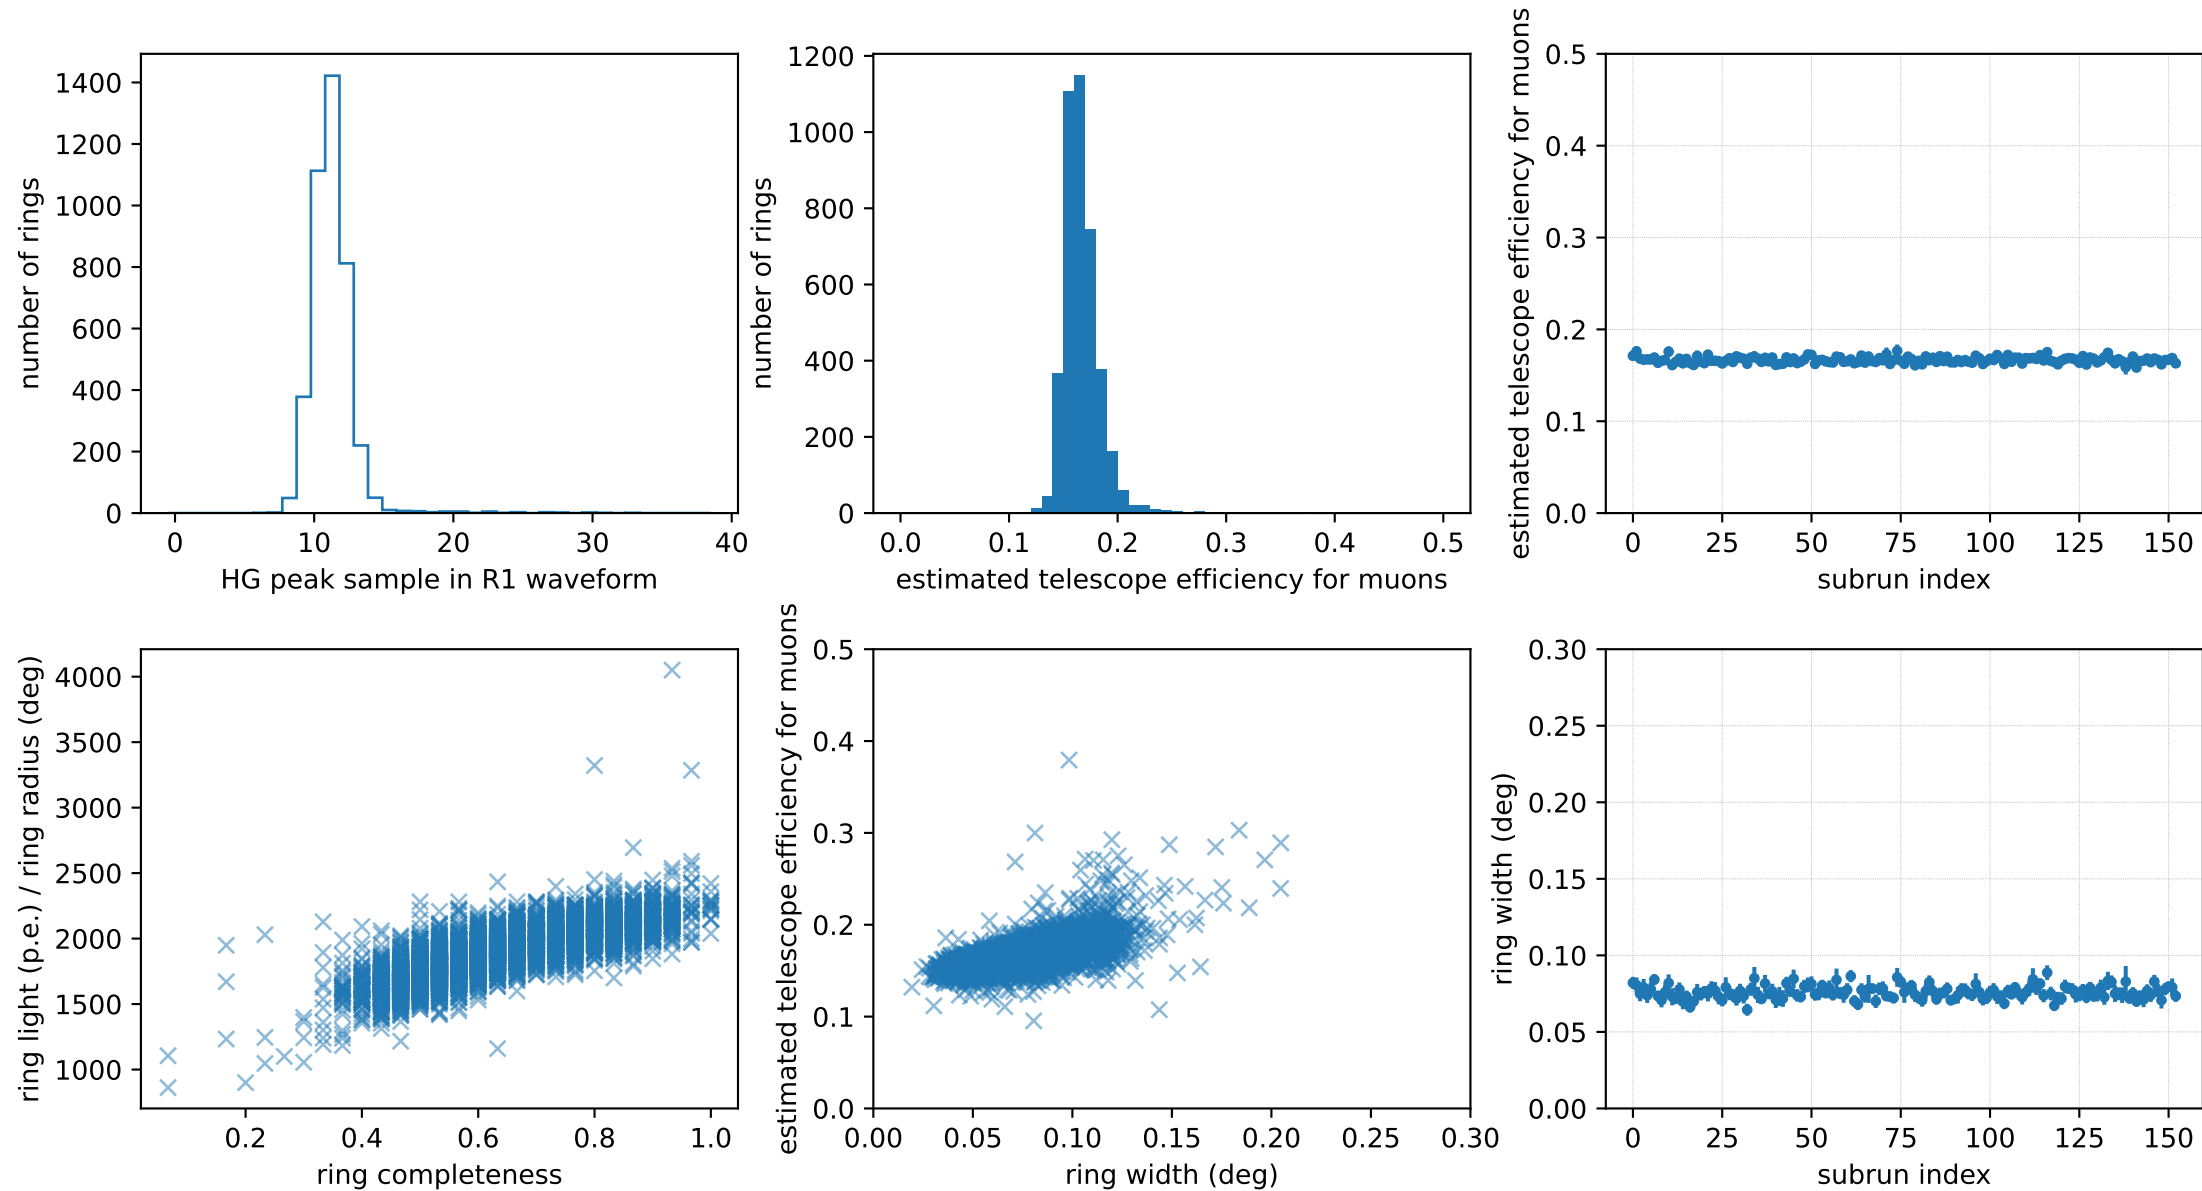 number of rings
1400
1200
1000
800
600
400
200
0
0 10 20 30 40
HG peak sample in R1 waveform
number of rings
1200
1000
800
600
400
200
0
0.0 0.1 0.2 0.3 0.4 0.5
estimated telescope efficiency for muons
estimated telescope efficiency for muons
0.5
0.4
0.3
0.2
0.1
0.0
0 25 50 75 100 125 150
subrun index
ring light (p.e.) / ring radius (deg)
4000
3500
3000
2500
2000
1500
1000
0.2 0.4 0.6 0.8 1.0
ring completeness
estimated telescope efficiency for muons
0.5
0.4
0.3
0.2
0.1
0.0
0.00 0.05 0.10 0.15 0.20 0.25 0.30
ring width (deg)
ring width (deg)
0.30
0.25
0.20
0.15
0.10
0.05
0.00
0 25 50 75 100 125 150
subrun index